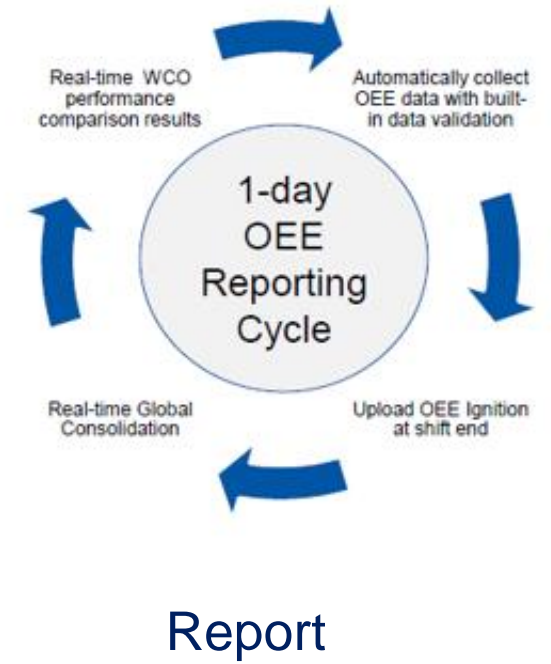 Real-time WCO
performance
comparison results
Automatically collect
OEE data with built-
in data validation
1-day
OEE
Reporting
Cycle
Real-time Global
Consolidation
Upload OEE Ignition
at shift end
Report